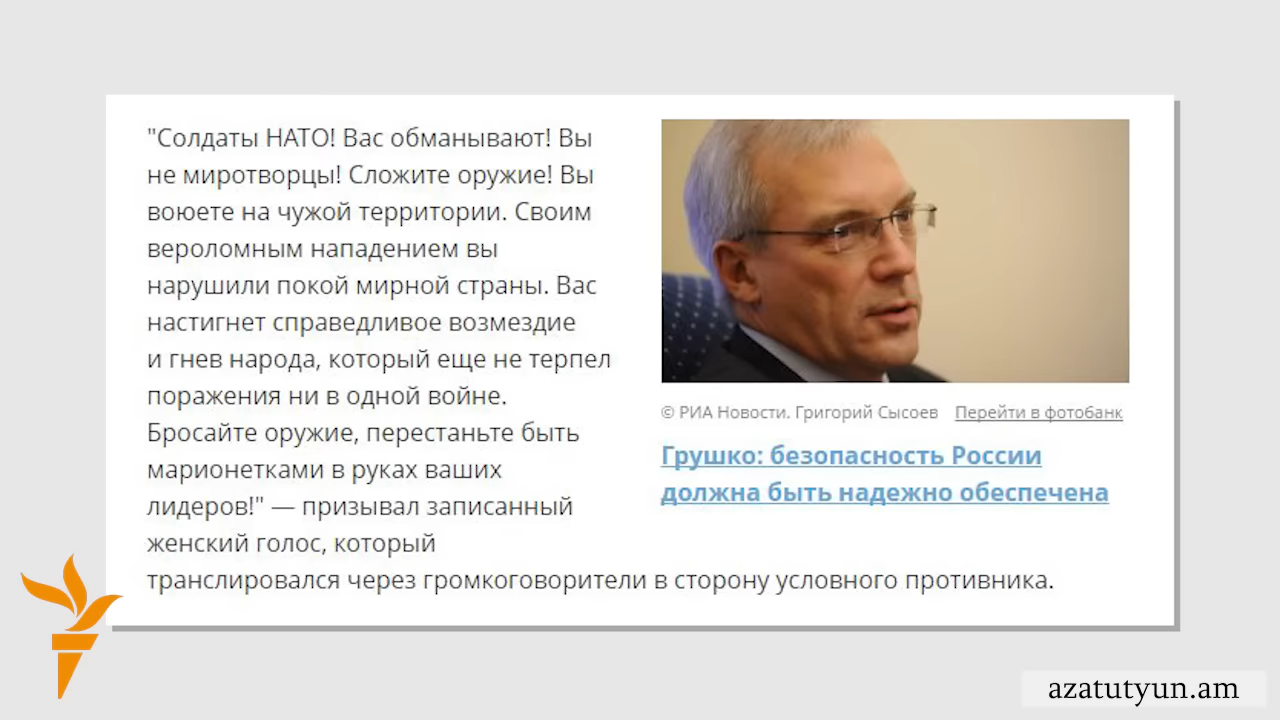 "Солдаты НАТО! Вас обманывают! Вы
не миротворцы! Сложите оружие! Вы
воюете на чужой территории. Своим
вероломным нападением вы
нарушили покой мирной страны. Вас
настигнет справедливое возмездие
и гнев народа, который еще не терпел
поражения ни в одной войне.
Бросайте оружие, перестаньте быть
марионетками в руках ваших
лидеров!" — призывал записанный
женский голос, который
транслировался через громкоговорители в сторону условного противника.
© РИА Новости. Григорий Сысоев Перейти в фотобанк
Грушко: безопасность России
должна быть надежно обеспечена
azatutyun.am